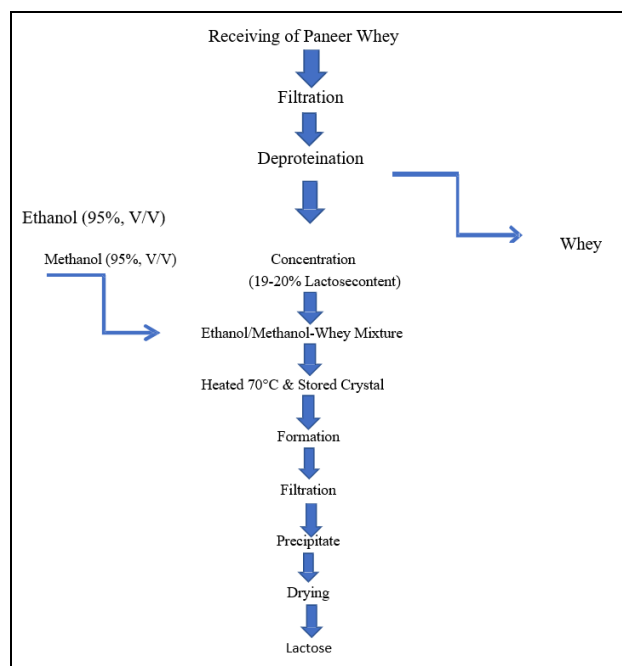 Receiving of Paneer Whey
Filtration
Deproteination
Ethanol (95%, V/V)
Whey
Methanol (95%, V/V)
Concentration
(19-20% Lactosecontent)
Ethanol/Methanol-Whey Mixture
Heated 70°C & Stored Crystal
Formation
Filtration
Precipitate
Drying
Lactose